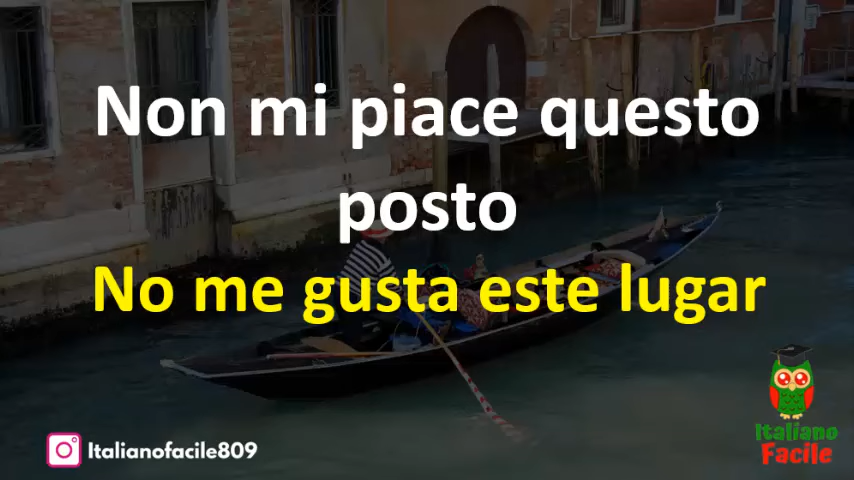 Non mi piace questo
posto
No me gusta este lugar
Italianofacile809
Italiano
Facile